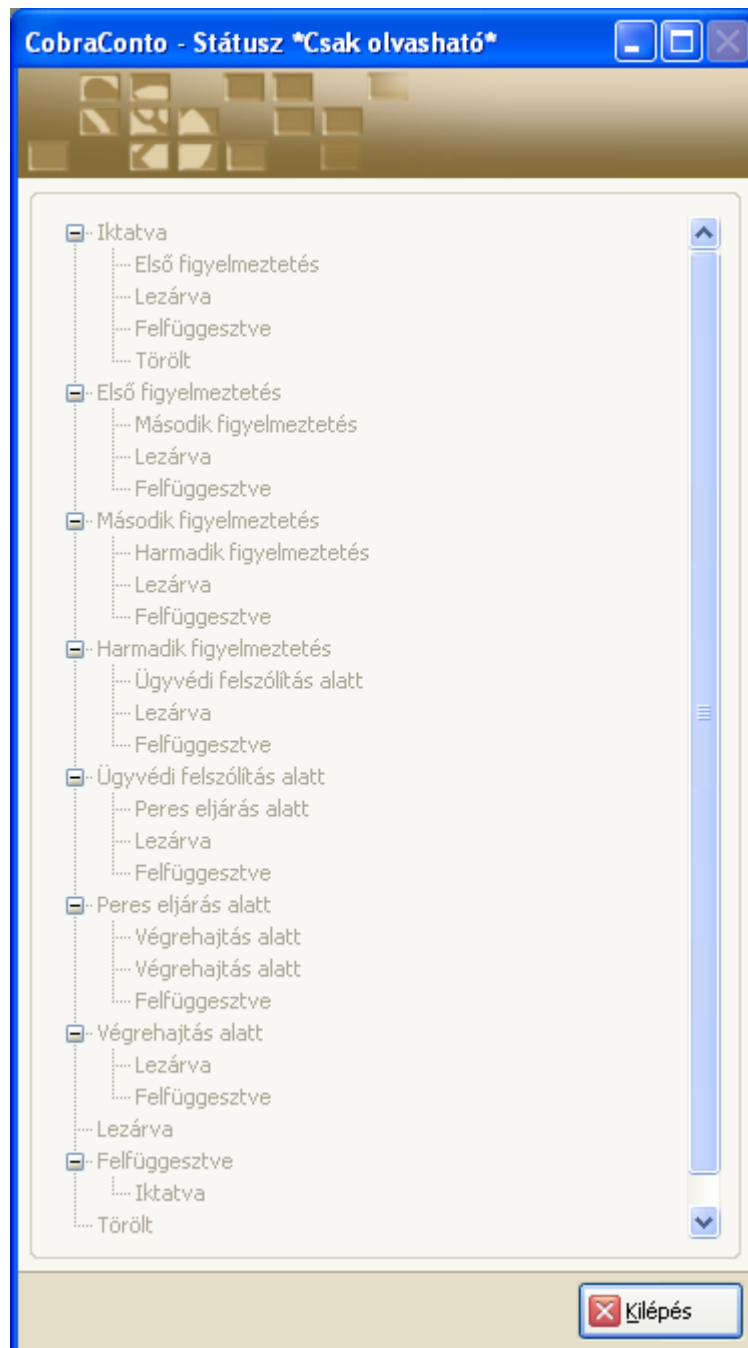 CobraConto - Státusz *Csak olvasható*
Iktatva
Első figyelmeztetés
Lezárva
Felfüggesztve
Törölt
Első figyelmeztetés
Második figyelmeztetés
Lezárva
Felfüggesztve
Második figyelmeztetés
Harmadik figyelmeztetés
Lezárva
Felfüggesztve
Harmadik figyelmeztetés
Ügyvédi felszólítás alatt
Lezárva
Felfüggesztve
Ügyvédi felszólítás alatt
Peres eljárás alatt
Lezárva
Felfüggesztve
Peres eljárás alatt
Végrehajtás alatt
Végrehajtás alatt
Felfüggesztve
Végrehajtás alatt
Lezárva
Felfüggesztve
Lezárva
Felfüggesztve
Iktatva
Törölt
Kilépés